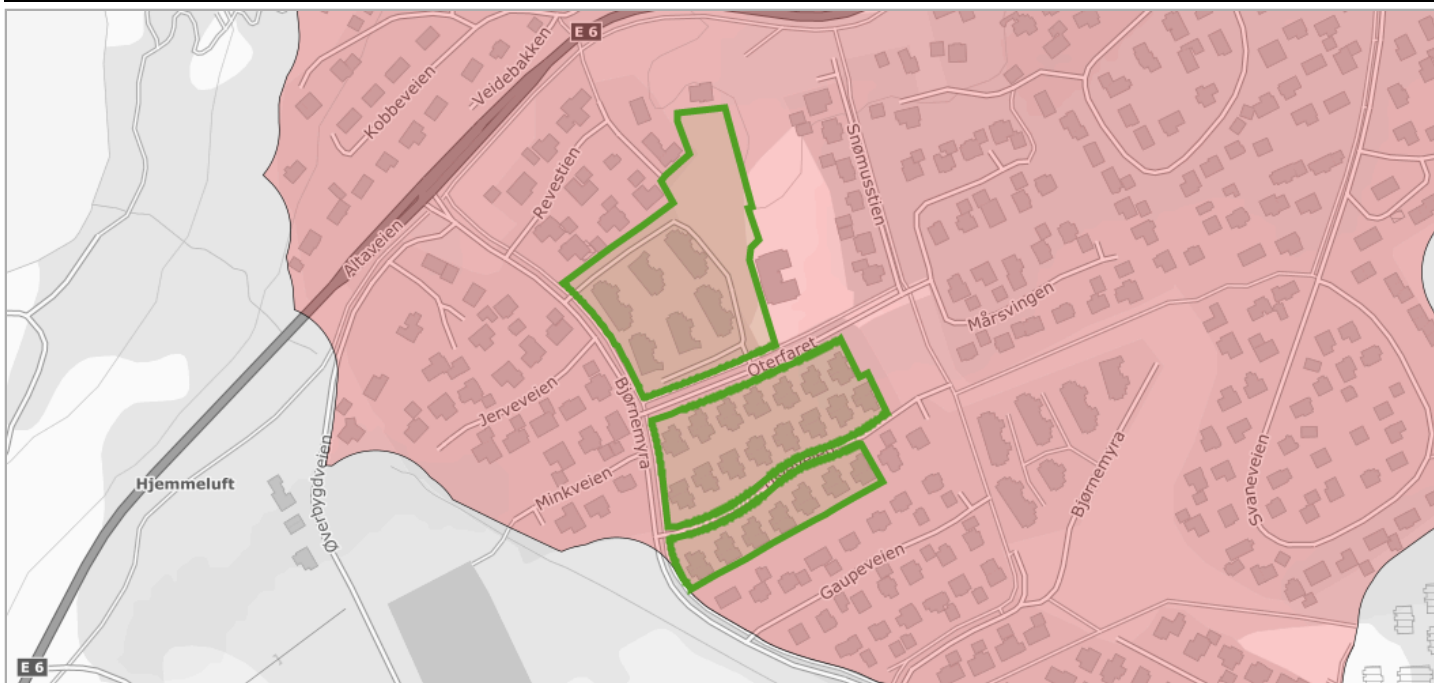 E 6
Veidebakken
Kobbeveien
Revestien
Snømusstien
Altaveien
Mårsvingen
Oterfaret
Bjørnemyra
Jerveveien
Minkveien
Hjemmeluft
Øverbygdveien
Gaupeveien
Bjørnemyra
Svaneveien
E 6